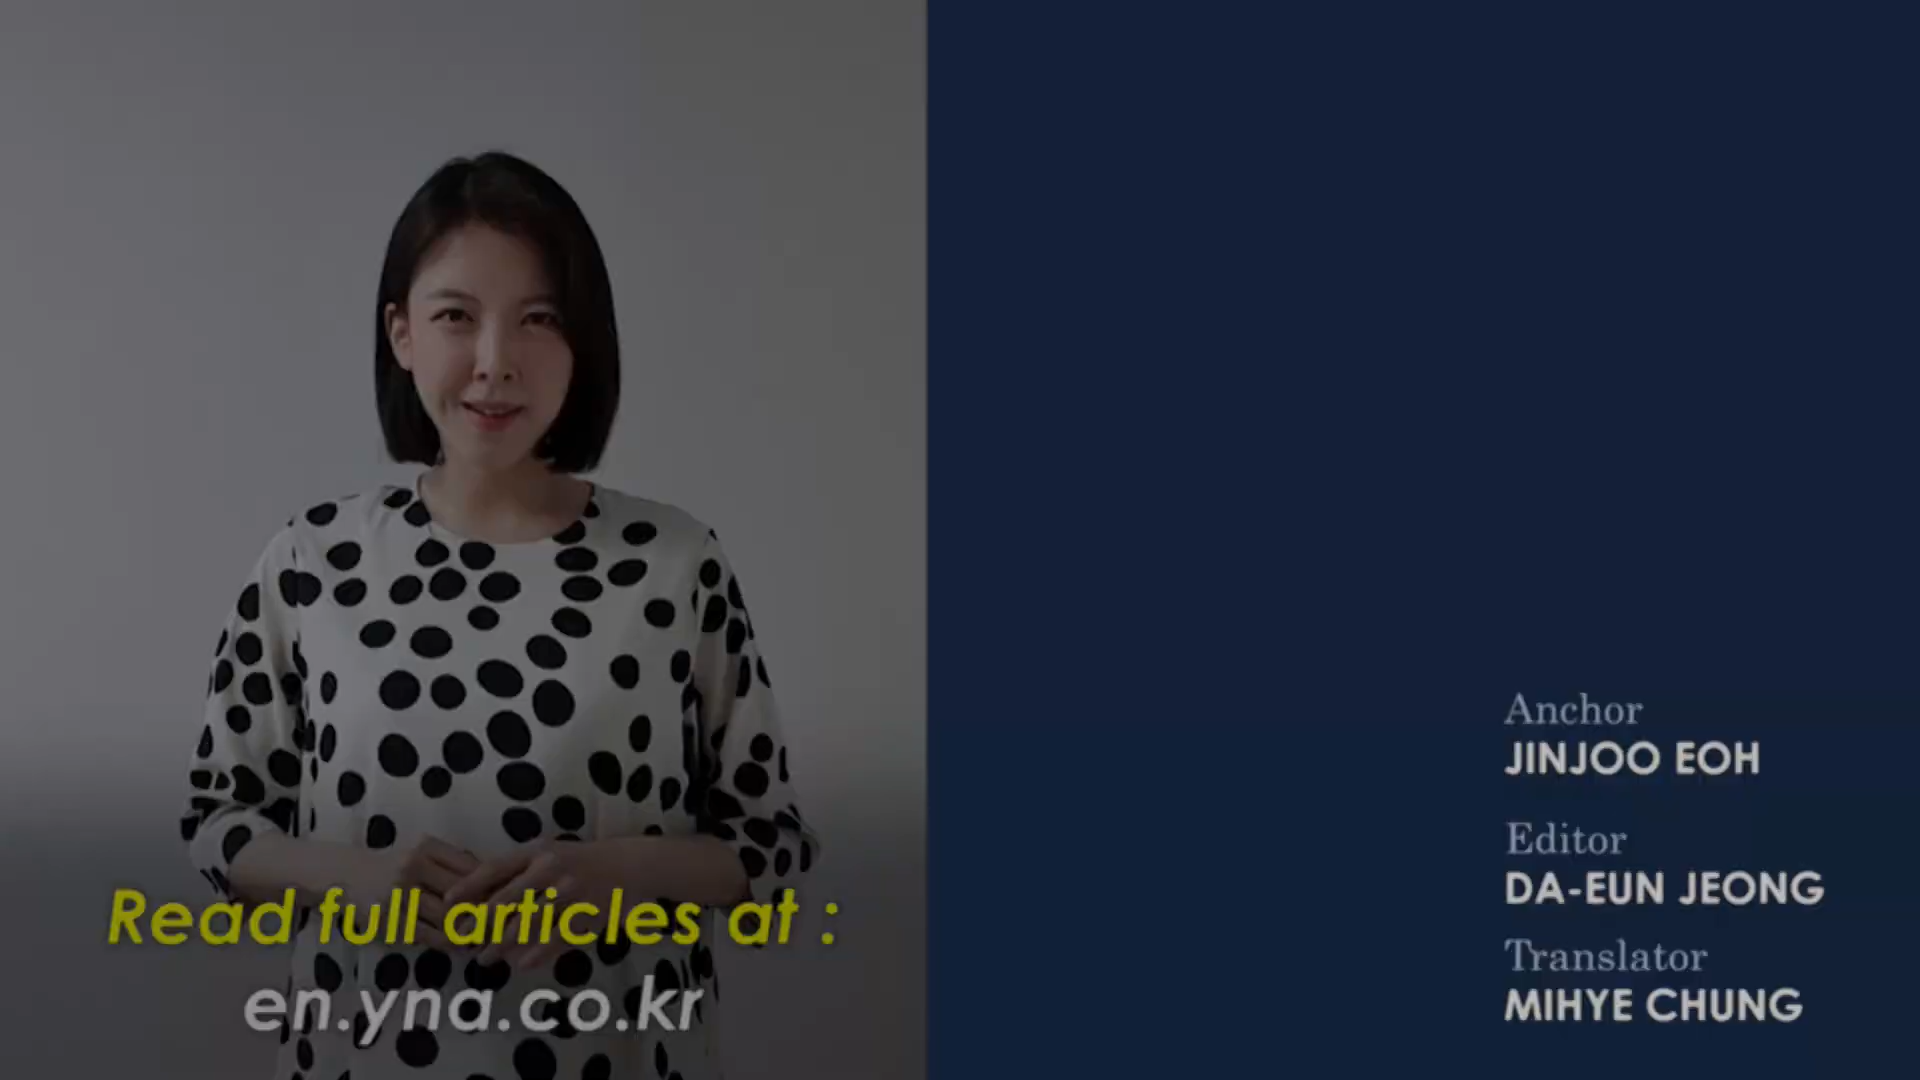 Read full articles at :
en.yna.co.kr
Anchor
JINJOO EOH
Editor
DA-EUN JEONG
Translator
MIHYE CHUNG